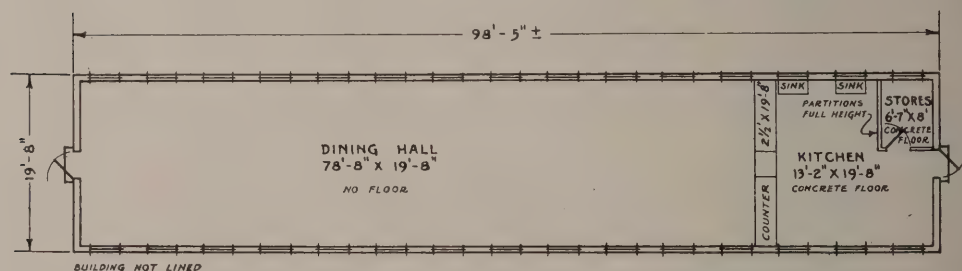 98'-5" ±
19'-8"
DINING HALL
78'-8" X 19'-8"
NO FLOOR
2½' X 19'-8"
COUNTER
SINK
SINK
PARTITIONS
FULL HEIGHT
STORES
6'-7" X 8'
CONCRETE
FLOOR
KITCHEN
13'-2" X 19'-8"
CONCRETE FLOOR
BUILDING NOT LINED